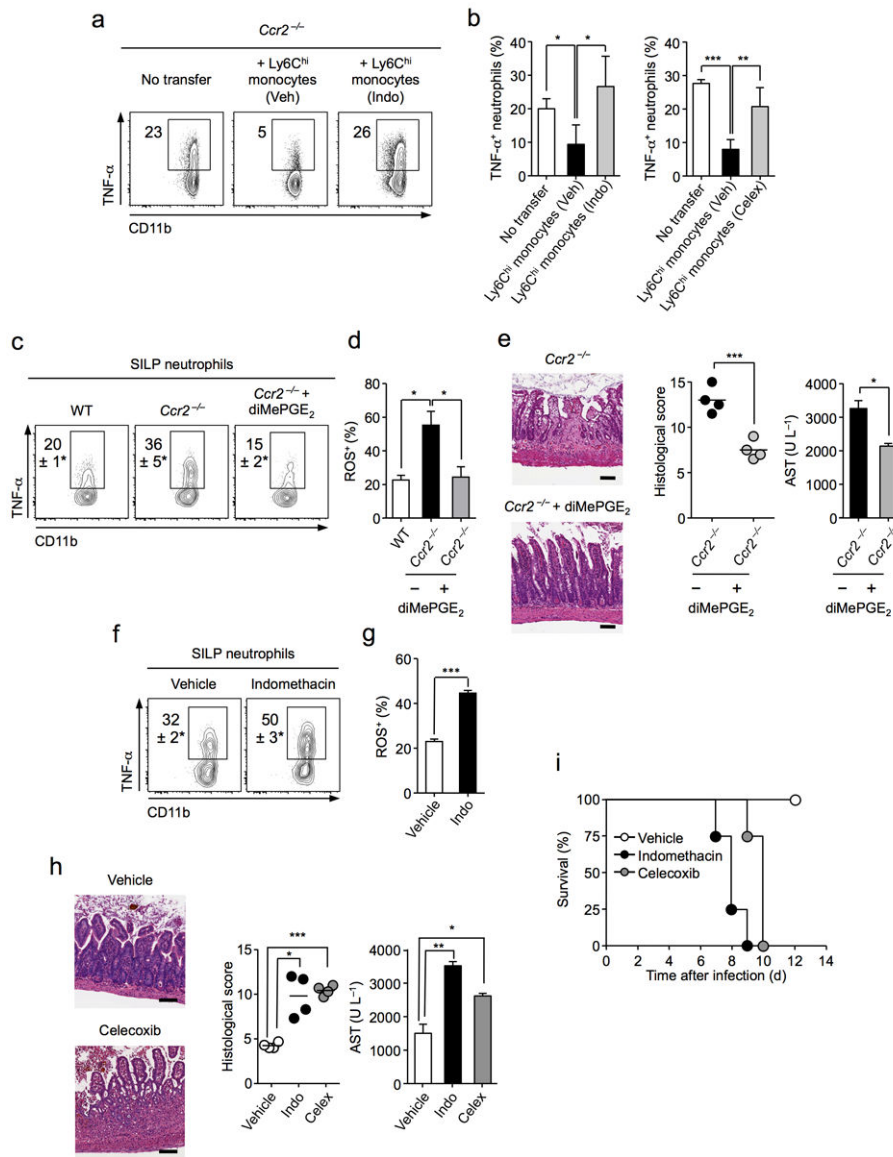 a
Ccr2 −/−
No transfer
+ Ly6Chi
monocytes
(Veh)
+ Ly6Chi
monocytes
(Indo)
23
5
26
TNF-α
CD11b
b
TNF-α+ neutrophils (%)
40
30
20
10
0
*
*
No transfer
Ly6Chi monocytes (Veh)
Ly6Chi monocytes (Indo)
TNF-α+ neutrophils (%)
40
30
20
10
0
***
**
No transfer
Ly6Chi monocytes (Veh)
Ly6Chi monocytes (Celex)
c
SILP neutrophils
WT
Ccr2 −/−
Ccr2 −/− +
diMePGE2
20
± 1*
36
± 5*
15
± 2*
TNF-α
CD11b
d
ROS+ (%)
80
60
40
20
0
*
*
WT
Ccr2−/−
Ccr2−/−
− +
diMePGE2
e
Ccr2 −/−
Ccr2 −/− + diMePGE2
Histological score
15
10
5
0
***
Ccr2−/−
Ccr2−/−
− +
diMePGE2
AST (U L−1)
4000
3000
2000
1000
0
*
Ccr2−/−
Ccr2−/−
− +
diMePGE2
f
SILP neutrophils
Vehicle
Indomethacin
32
± 2*
50
± 3*
TNF-α
CD11b
g
ROS+ (%)
60
40
20
0
***
Vehicle
Indo
h
Vehicle
Celecoxib
Histological score
15
10
5
0
***
*
Vehicle
Indo
Celex
AST (U L−1)
4000
3000
2000
1000
0
*
**
Vehicle
Indo
Celex
i
Survival (%)
100
75
50
25
0
Vehicle
Indomethacin
Celecoxib
0 2 4 6 8 10 12 14
Time after infection (d)